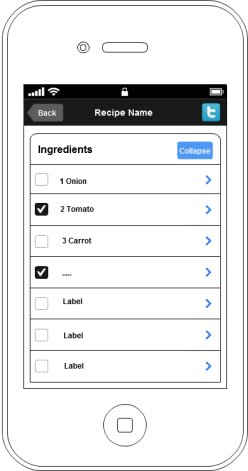 Back
Recipe Name
Ingredients
Collapse
1 Onion
2 Tomato
3 Carrot
....
Label
Label
Label